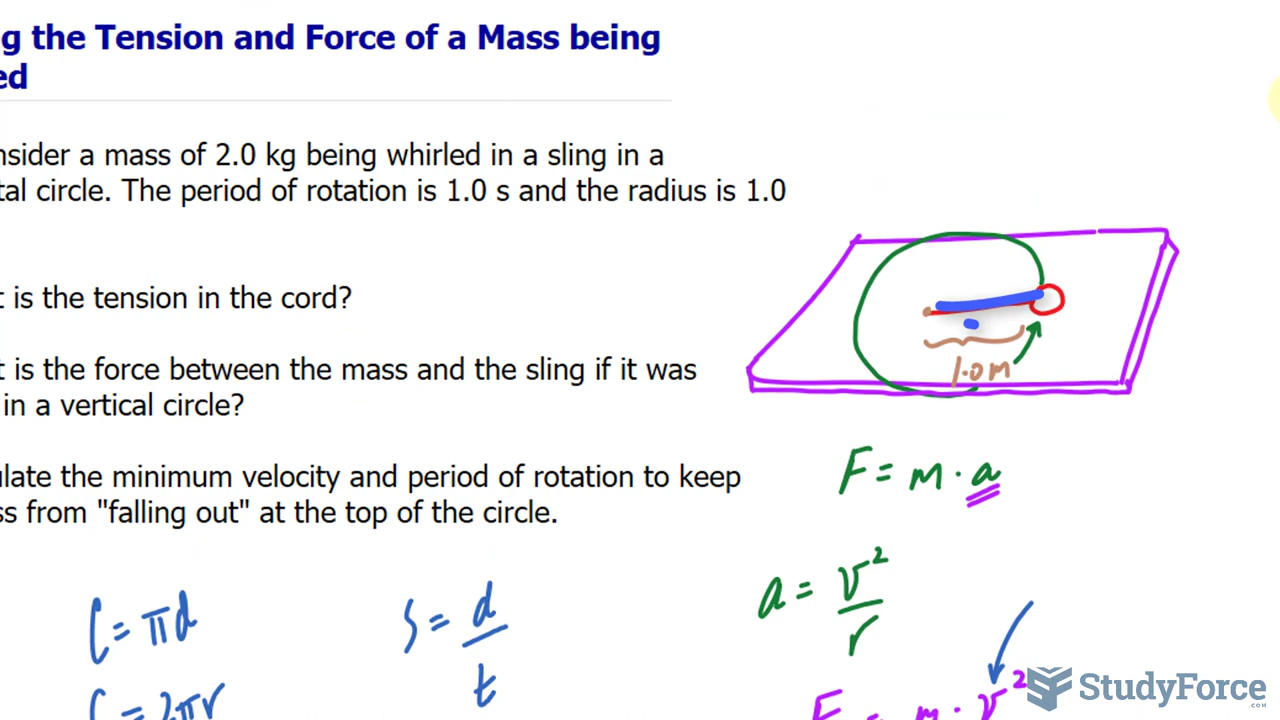 g the Tension and Force of a Mass being
ed
nsider a mass of 2.0 kg being whirled in a sling in a
tal circle. The period of rotation is 1.0 s and the radius is 1.0
t is the tension in the cord?
t is the force between the mass and the sling if it was
in a vertical circle?
ulate the minimum velocity and period of rotation to keep
ss from "falling out" at the top of the circle.
1.0m
F = m · a
a = v²
r
C = πd
S = d
t
C = 2πr
F = m · v²
StudyForce
.com